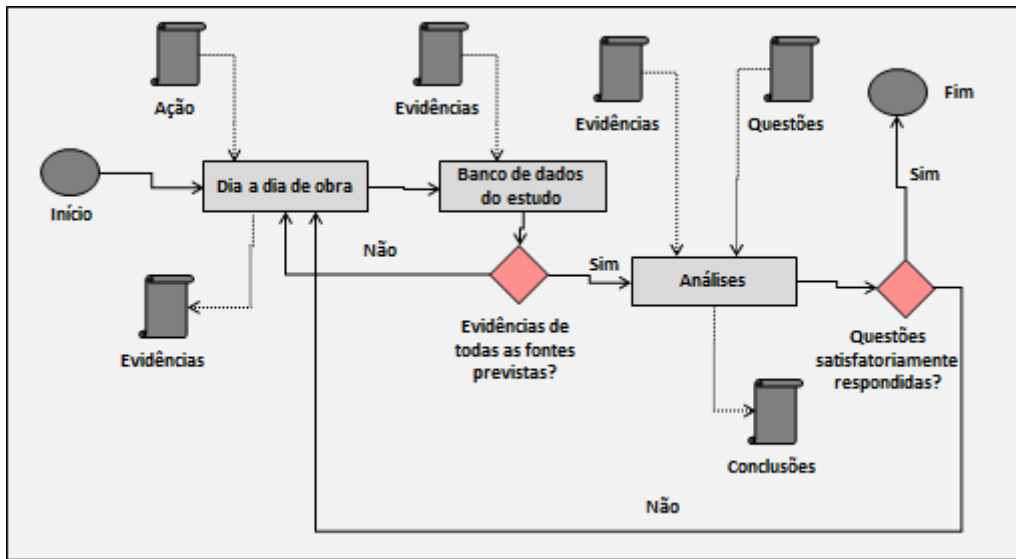 Ação
Evidências
Evidências
Questões
Fim
Início
Dia a dia de obra
Banco de dados
do estudo
Sim
Não
Sim
Análises
Evidências
Evidências de
todas as fontes
previstas?
Questões
satisfatoriamente
respondidas?
Conclusões
Não